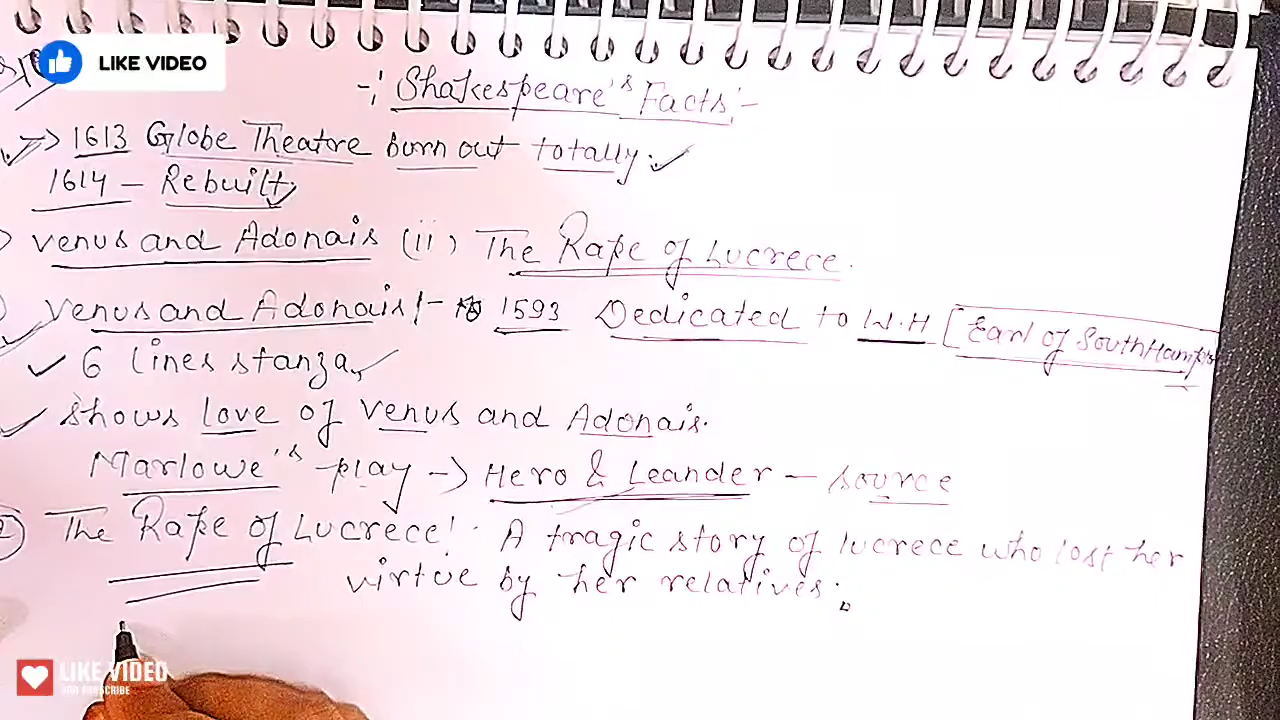 LIKE VIDEO
-: Shakespeare's Facts:-
→ 1613 Globe Theatre burn out totally.
1614 - Rebuilt
Venus and Adonais (ii) The Rape of Lucrece.
Venus and Adonais!- 1593 Dedicated to W.H [Earl of SouthHamp
6 lines stanza
Shows Love of Venus and Adonais.
Marlowe's play → Hero & Leander - source
The Rape of Lucrece! A tragic story of lucrece who lost her
virtue by her relatives.
LIKE VIDEO
AND SUBSCRIBE